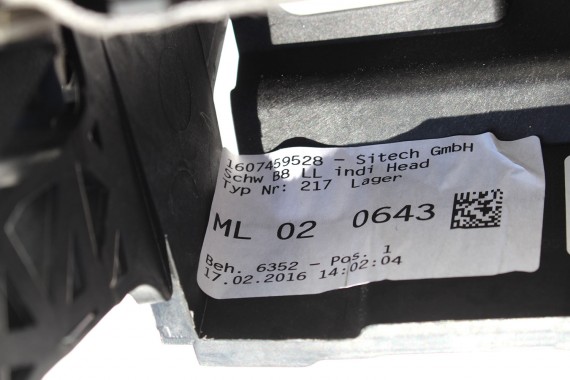 1607459528 - Sitech GmbH
Schw B8 LL indi Head
Typ Nr: 217 Lager
ML 02 0643
Beh. 6352 - Pos. 1
17.02.2016 14:02:04